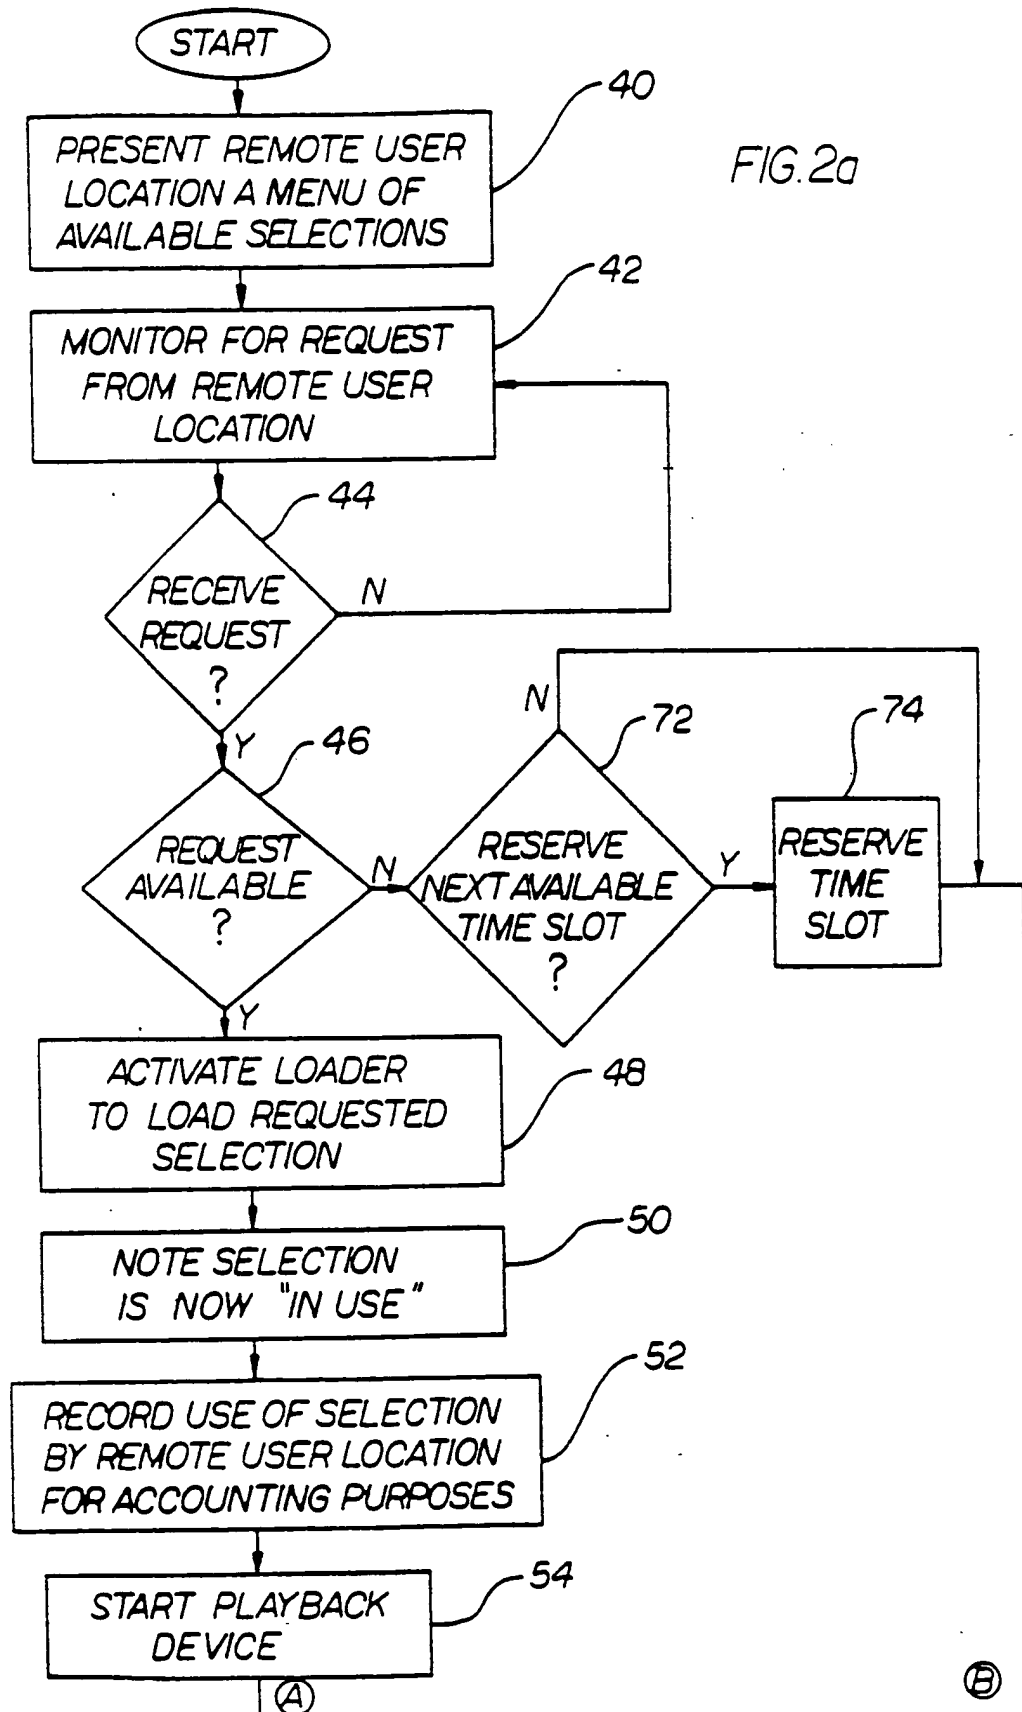 START
40
PRESENT REMOTE USER
LOCATION A MENU OF
AVAILABLE SELECTIONS
FIG.2a
42
MONITOR FOR REQUEST
FROM REMOTE USER
LOCATION
44
RECEIVE
REQUEST
?
N
Y
46
REQUEST
AVAILABLE
?
N
72
N
RESERVE
NEXT AVAILABLE
TIME SLOT
?
Y
74
RESERVE
TIME
SLOT
Y
48
ACTIVATE LOADER
TO LOAD REQUESTED
SELECTION
50
NOTE SELECTION
IS NOW "IN USE"
52
RECORD USE OF SELECTION
BY REMOTE USER LOCATION
FOR ACCOUNTING PURPOSES
54
START PLAYBACK
DEVICE
A
B